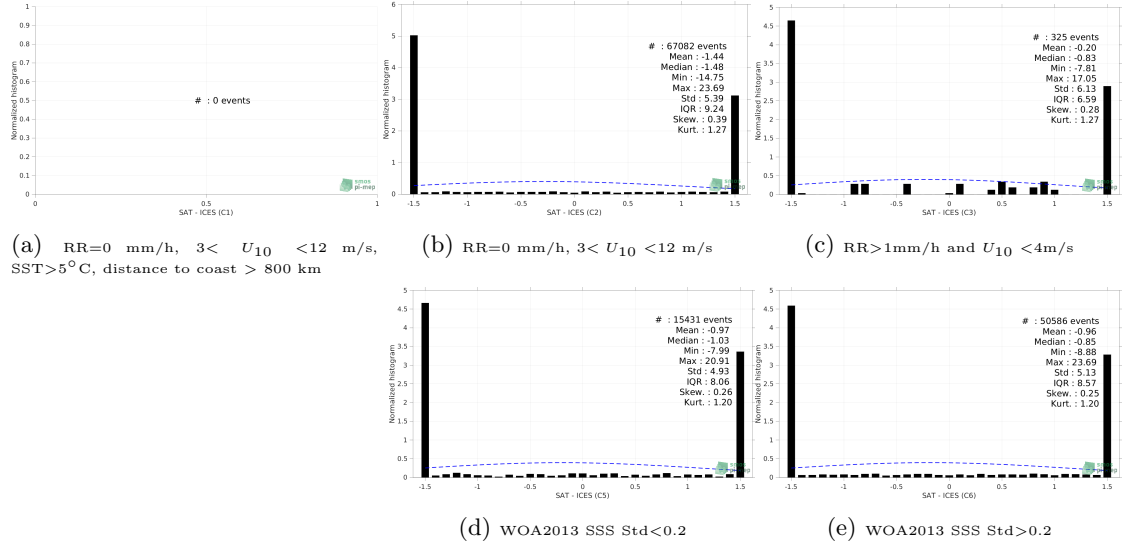 1
0.9
0.8
0.7
0.6
0.5
0.4
0.3
0.2
0.1
0
Normalized histogram
# : 0 events
0 0.5 1
SAT - ICES (C1)
smos
pi-mep
(a) RR=0 mm/h, 3< U10 <12 m/s,
SST>5°C, distance to coast > 800 km
6
5
4
3
2
1
0
Normalized histogram
# : 67082 events
Mean : -1.44
Median : -1.48
Min : -14.75
Max : 23.69
Std : 5.39
IQR : 9.24
Skew. : 0.39
Kurt. : 1.27
-1.5 -1 -0.5 0 0.5 1 1.5
SAT - ICES (C2)
smos
pi-mep
(b) RR=0 mm/h, 3< U10 <12 m/s
5
4.5
4
3.5
3
2.5
2
1.5
1
0.5
0
Normalized histogram
# : 325 events
Mean : -0.20
Median : -0.83
Min : -7.81
Max : 17.05
Std : 6.13
IQR : 6.59
Skew. : 0.28
Kurt. : 1.27
-1.5 -1 -0.5 0 0.5 1 1.5
SAT - ICES (C3)
smos
pi-mep
(c) RR>1mm/h and U10 <4m/s
5
4.5
4
3.5
3
2.5
2
1.5
1
0.5
0
Normalized histogram
# : 15431 events
Mean : -0.97
Median : -1.03
Min : -7.99
Max : 20.91
Std : 4.93
IQR : 8.06
Skew. : 0.26
Kurt. : 1.20
-1.5 -1 -0.5 0 0.5 1 1.5
SAT - ICES (C5)
smos
pi-mep
(d) WOA2013 SSS Std<0.2
5
4.5
4
3.5
3
2.5
2
1.5
1
0.5
0
Normalized histogram
# : 50586 events
Mean : -0.96
Median : -0.85
Min : -8.88
Max : 23.69
Std : 5.13
IQR : 8.57
Skew. : 0.25
Kurt. : 1.20
-1.5 -1 -0.5 0 0.5 1 1.5
SAT - ICES (C6)
smos
pi-mep
(e) WOA2013 SSS Std>0.2